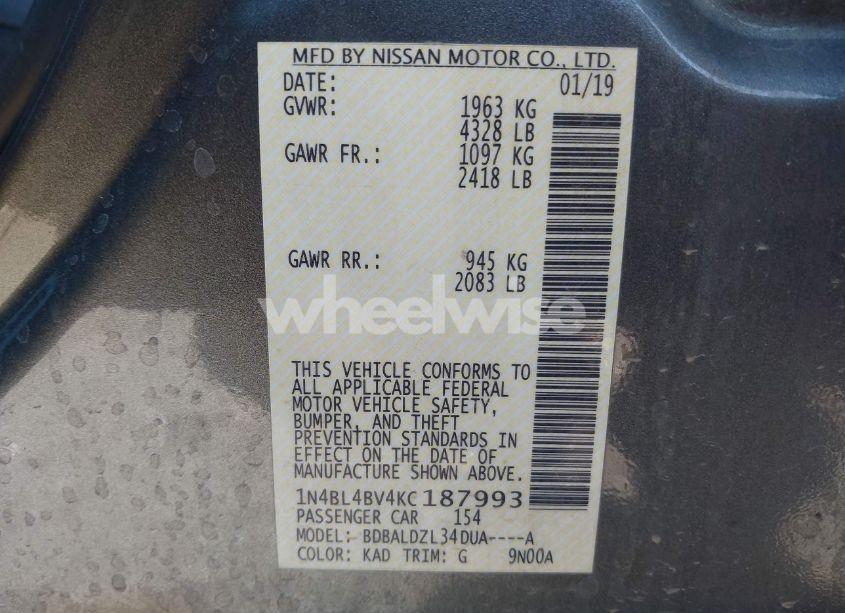 MFD BY NISSAN MOTOR CO., LTD.
DATE: 01/19
GVWR: 1963 KG
4328 LB
GAWR FR.: 1097 KG
2418 LB
GAWR RR.: 945 KG
2083 LB
wheelwise
THIS VEHICLE CONFORMS TO
ALL APPLICABLE FEDERAL
MOTOR VEHICLE SAFETY,
BUMPER, AND THEFT
PREVENTION STANDARDS IN
EFFECT ON THE DATE OF
MANUFACTURE SHOWN ABOVE.
1N4BL4BV4KC187993
PASSENGER CAR 154
MODEL: BDBALDZL34DUA----A
COLOR: KAD TRIM: G 9N00A